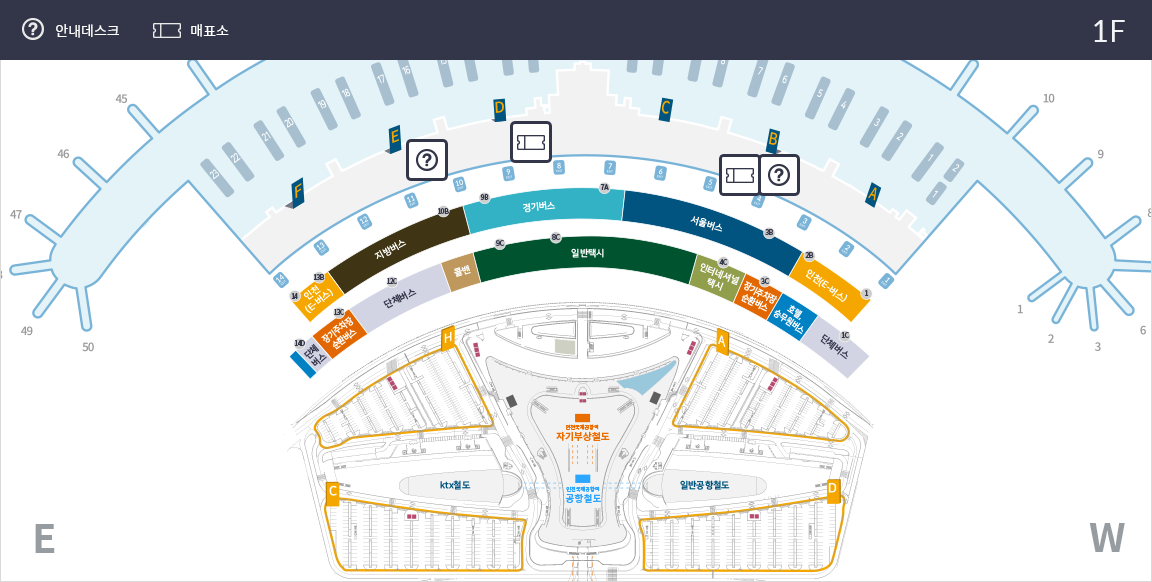 안내데스크
매표소
1F
45
46
47
49
50
10
9
8
6
3
2
1
23
22
21
20
19
18
17
16
8
7
6
5
4
3
2
1
2
1
F
E
D
C
B
A
14
13
12
11
10
9
8
7
6
5
4
3
2
1
14
13B
10B
9B
7A
3B
2B
1
인천
(E-버스)
지방버스
경기버스
서울버스
인천(E-버스)
14D
13C
12C
9C
8C
4C
3C
1C
단체
버스
장기주차장
순환버스
단체버스
콜밴
일반택시
인터내셔널
택시
장기주차장
순환버스
호텔,
승무원버스
단체버스
H
A
C
D
인천국제공항역
자기부상철도
인천국제공항역
공항철도
ktx철도
일반공항철도
E
W